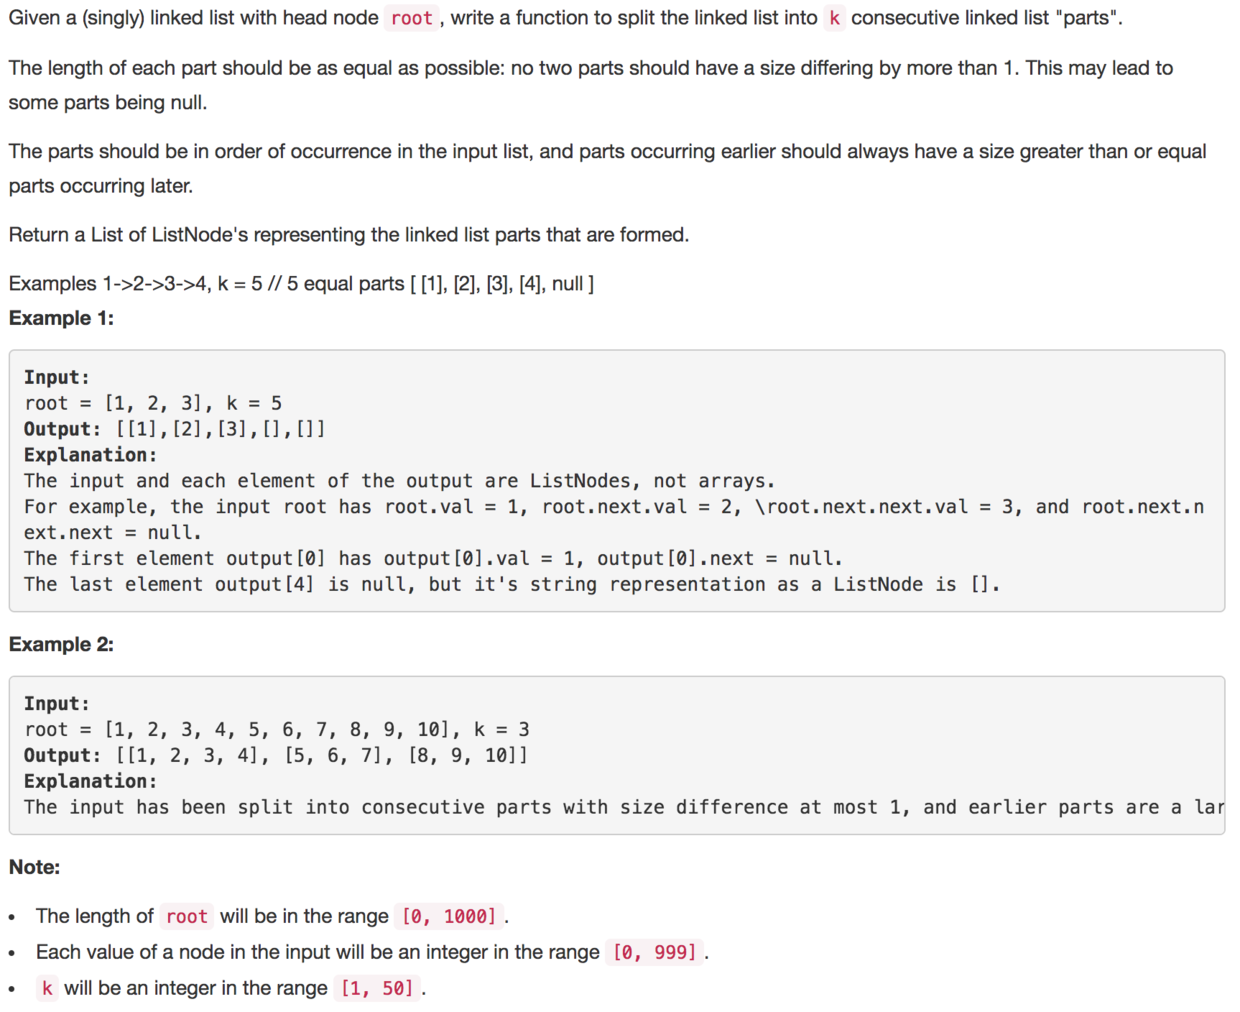 Given a (singly) linked list with head node root , write a function to split the linked list into k consecutive linked list "parts".
The length of each part should be as equal as possible: no two parts should have a size differing by more than 1. This may lead to
some parts being null.
The parts should be in order of occurrence in the input list, and parts occurring earlier should always have a size greater than or equal
parts occurring later.
Return a List of ListNode's representing the linked list parts that are formed.
Examples 1->2->3->4, k = 5 // 5 equal parts [ [1], [2], [3], [4], null ]
Example 1:
Input:
root = [1, 2, 3], k = 5
Output: [[1],[2],[3],[],[]]
Explanation:
The input and each element of the output are ListNodes, not arrays.
For example, the input root has root.val = 1, root.next.val = 2, \root.next.next.val = 3, and root.next.n
ext.next = null.
The first element output[0] has output[0].val = 1, output[0].next = null.
The last element output[4] is null, but it's string representation as a ListNode is [].
Example 2:
Input:
root = [1, 2, 3, 4, 5, 6, 7, 8, 9, 10], k = 3
Output: [[1, 2, 3, 4], [5, 6, 7], [8, 9, 10]]
Explanation:
The input has been split into consecutive parts with size difference at most 1, and earlier parts are a lar
Note:
• The length of root will be in the range [0, 1000] .
• Each value of a node in the input will be an integer in the range [0, 999] .
• k will be an integer in the range [1, 50] .